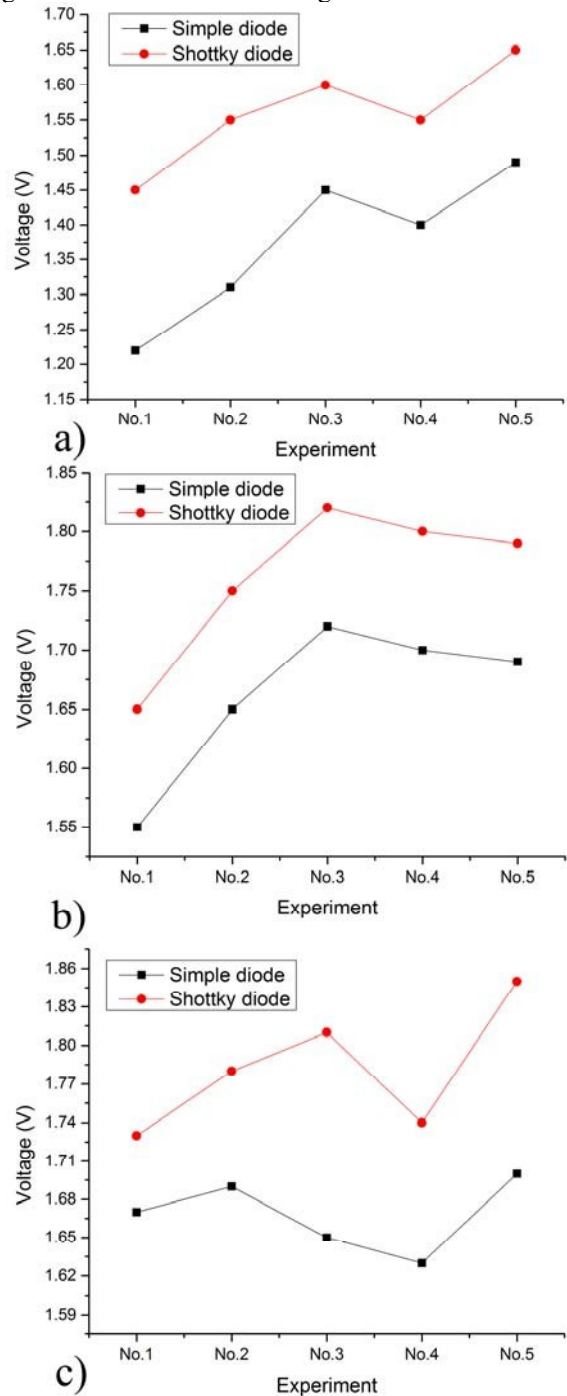 Simple diode
Shottky diode
1.70
1.65
1.60
1.55
1.50
1.45
1.40
1.35
1.30
1.25
1.20
1.15
Voltage (V)
No.1 No.2 No.3 No.4 No.5
Experiment
a)
Simple diode
Shottky diode
1.85
1.80
1.75
1.70
1.65
1.60
1.55
Voltage (V)
No.1 No.2 No.3 No.4 No.5
Experiment
b)
Simple diode
Shottky diode
1.86
1.83
1.80
1.77
1.74
1.71
1.68
1.65
1.62
1.59
Voltage (V)
No.1 No.2 No.3 No.4 No.5
Experiment
c)